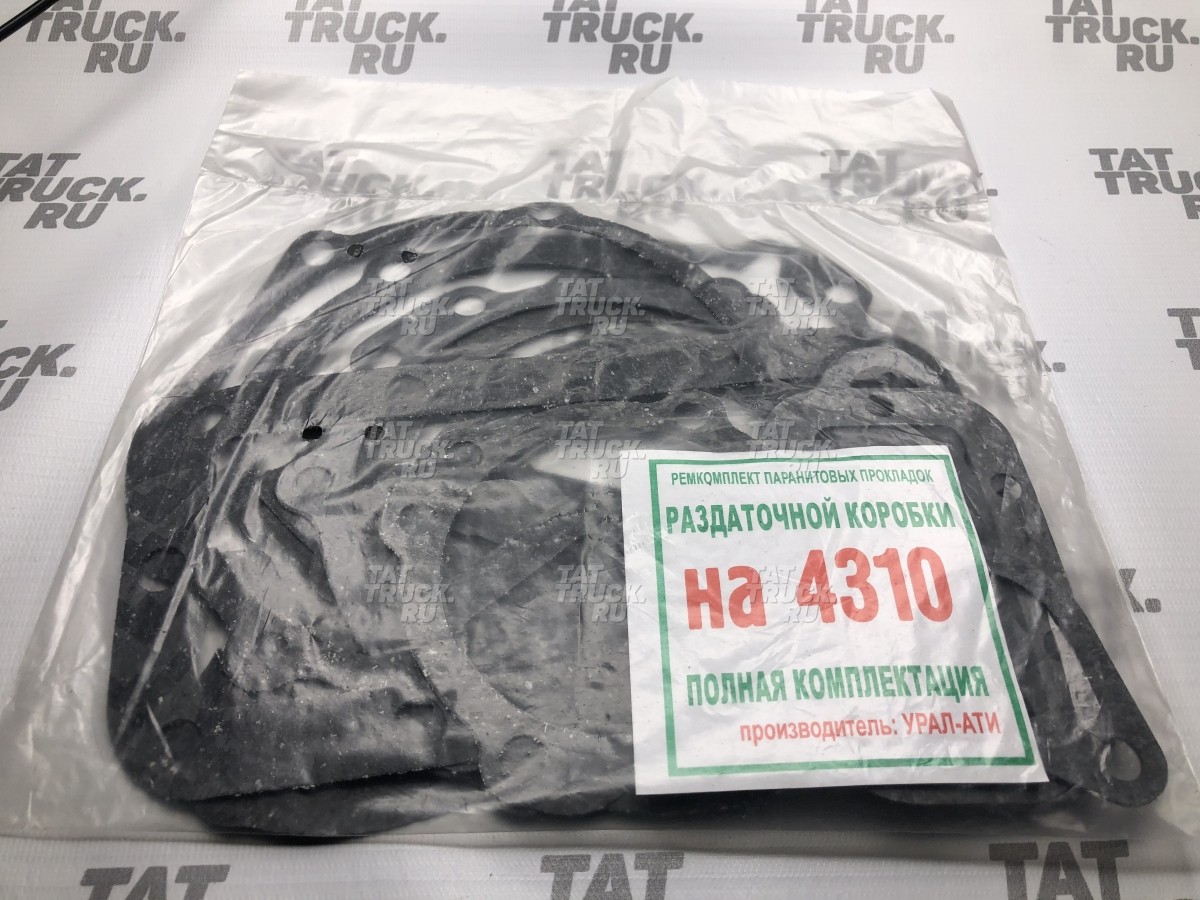 TAT
TRUCK.
RU
РЕМКОМПЛЕКТ ПАРАНИТОВЫХ ПРОКЛАДОК
РАЗДАТОЧНОЙ КОРОБКИ
на 4310
ПОЛНАЯ КОМПЛЕКТАЦИЯ
производитель: УРАЛ-АТИ